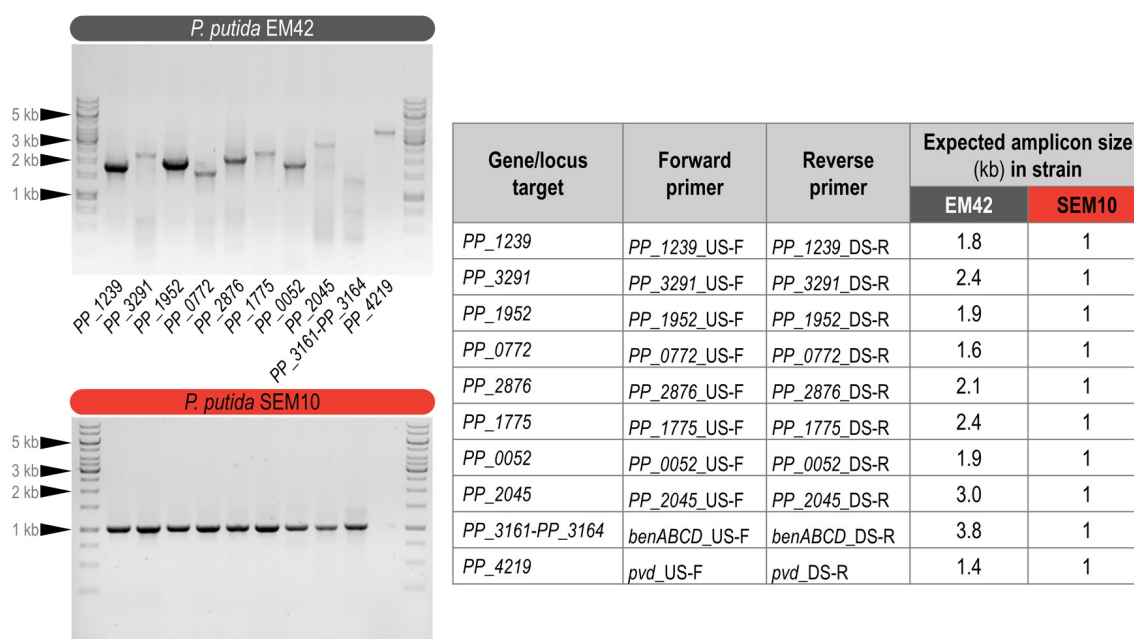 P. putida EM42
5 kb
3 kb
2 kb
1 kb
PP_1239
PP_3291
PP_1952
PP_0772
PP_2876
PP_1775
PP_0052
PP_2045
PP_3161-PP_3164
PP_4219
P. putida SEM10
5 kb
3 kb
2 kb
1 kb
Gene/locus target Forward primer Reverse primer Expected amplicon size (kb) in strain
EM42 SEM10
PP_1239 PP_1239_US-F PP_1239_DS-R 1.8 1
PP_3291 PP_3291_US-F PP_3291_DS-R 2.4 1
PP_1952 PP_1952_US-F PP_1952_DS-R 1.9 1
PP_0772 PP_0772_US-F PP_0772_DS-R 1.6 1
PP_2876 PP_2876_US-F PP_2876_DS-R 2.1 1
PP_1775 PP_1775_US-F PP_1775_DS-R 2.4 1
PP_0052 PP_0052_US-F PP_0052_DS-R 1.9 1
PP_2045 PP_2045_US-F PP_2045_DS-R 3.0 1
PP_3161-PP_3164 benABCD_US-F benABCD_DS-R 3.8 1
PP_4219 pvd_US-F pvd_DS-R 1.4 1